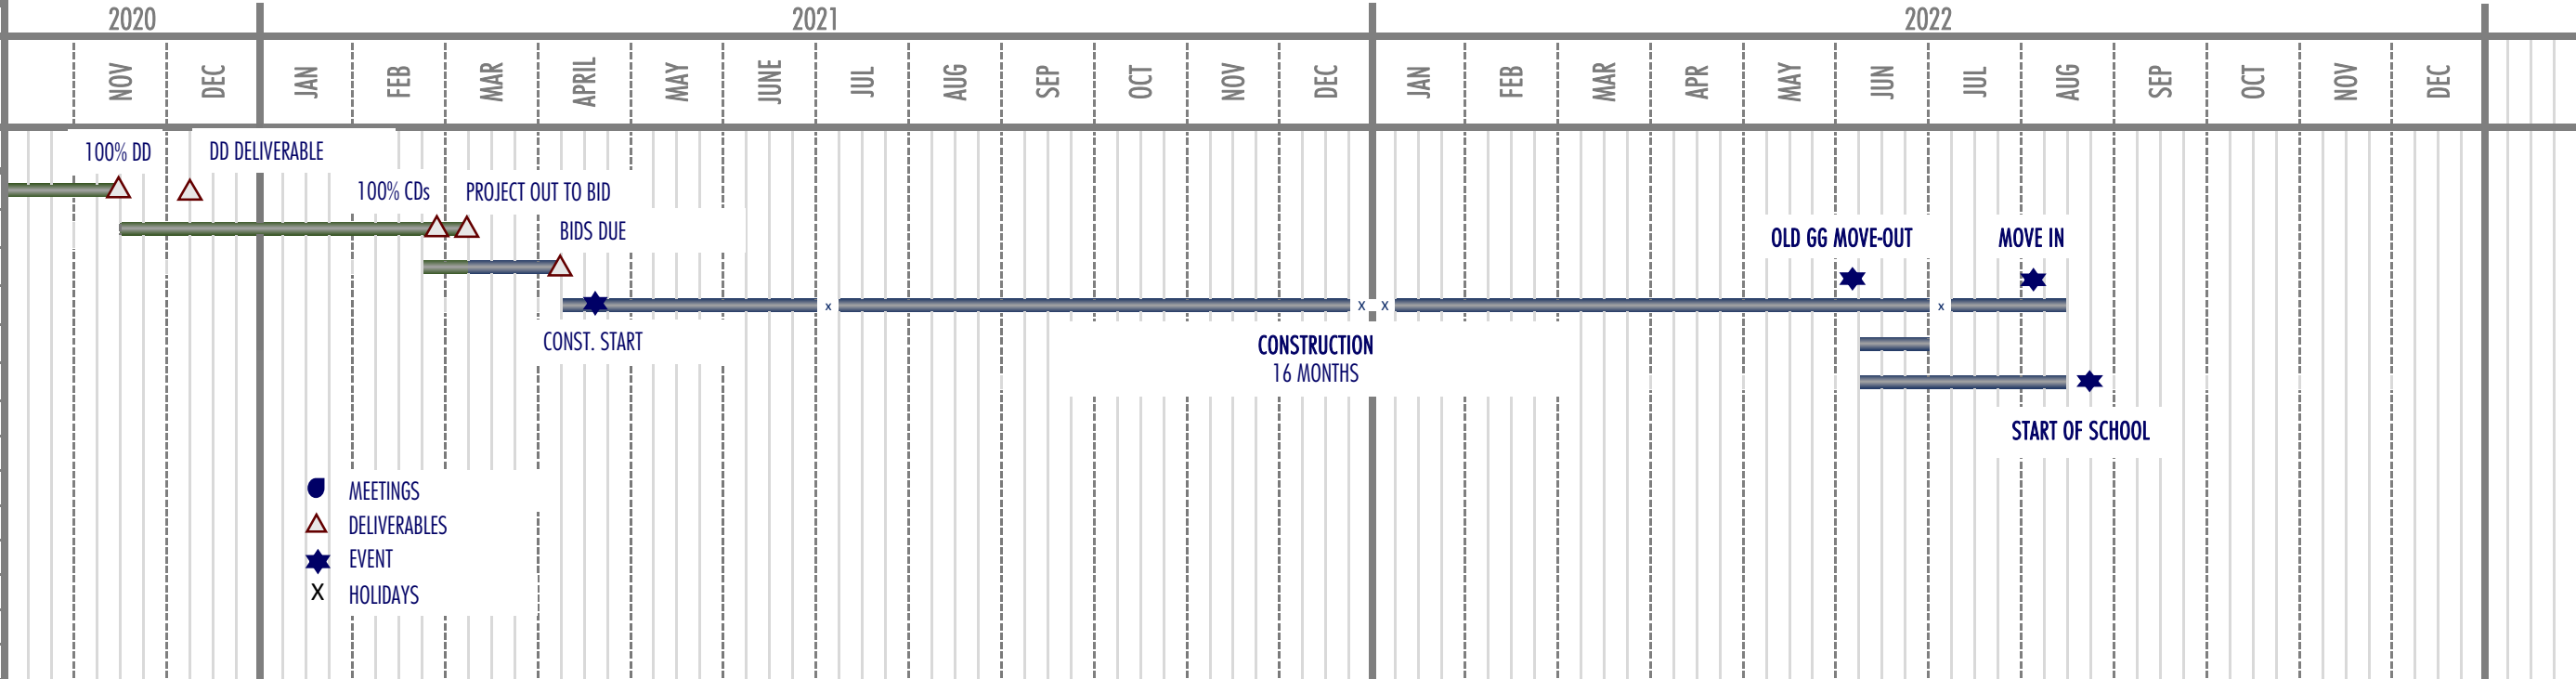 2020
2021
2022
NOV
DEC
JAN
FEB
MAR
APRIL
MAY
JUNE
JUL
AUG
SEP
OCT
NOV
DEC
JAN
FEB
MAR
APR
MAY
JUN
JUL
AUG
SEP
OCT
NOV
DEC
100% DD
DD DELIVERABLE
100% CDs
PROJECT OUT TO BID
BIDS DUE
OLD GG MOVE-OUT
MOVE IN
x
X
X
x
CONST. START
CONSTRUCTION
16 MONTHS
START OF SCHOOL
MEETINGS
DELIVERABLES
EVENT
X HOLIDAYS